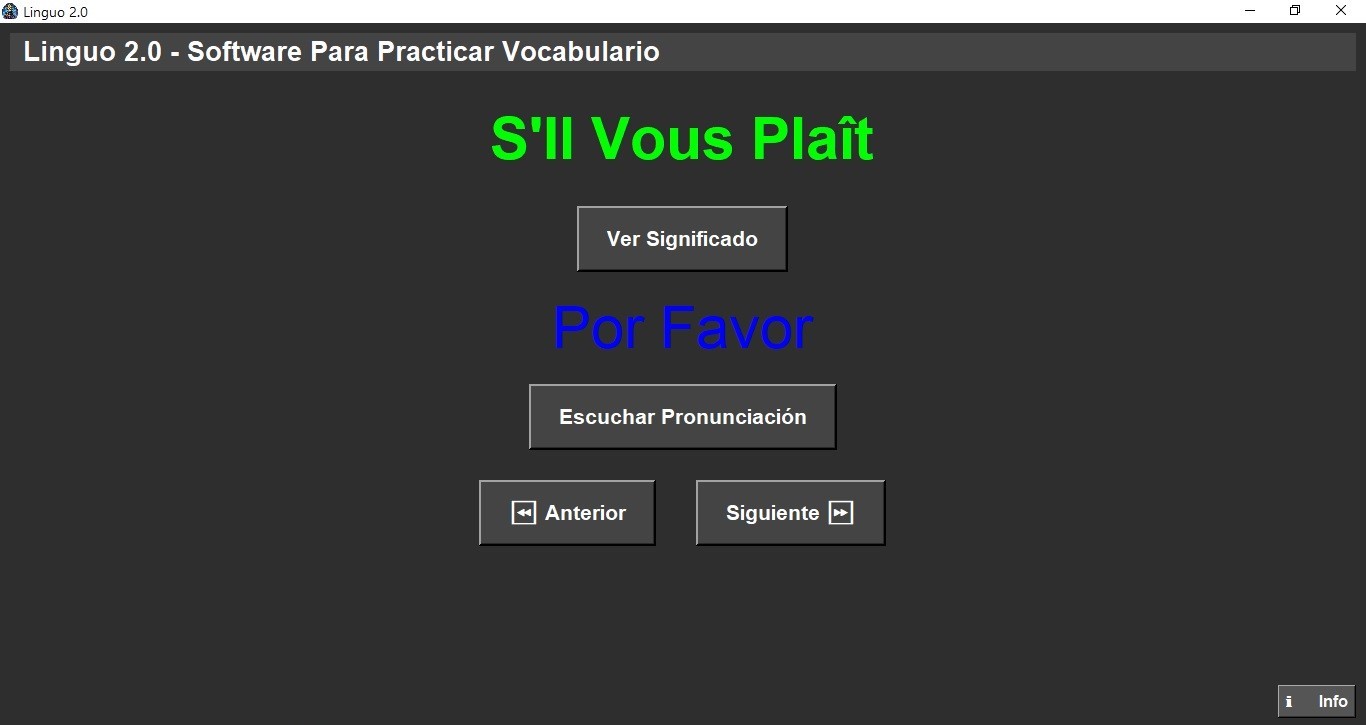 Linguo 2.0
Linguo 2.0 - Software Para Practicar Vocabulario
S'll Vous Plaît
Ver Significado
Por Favor
Escuchar Pronunciación
⏪ Anterior
Siguiente ⏩
ℹ Info